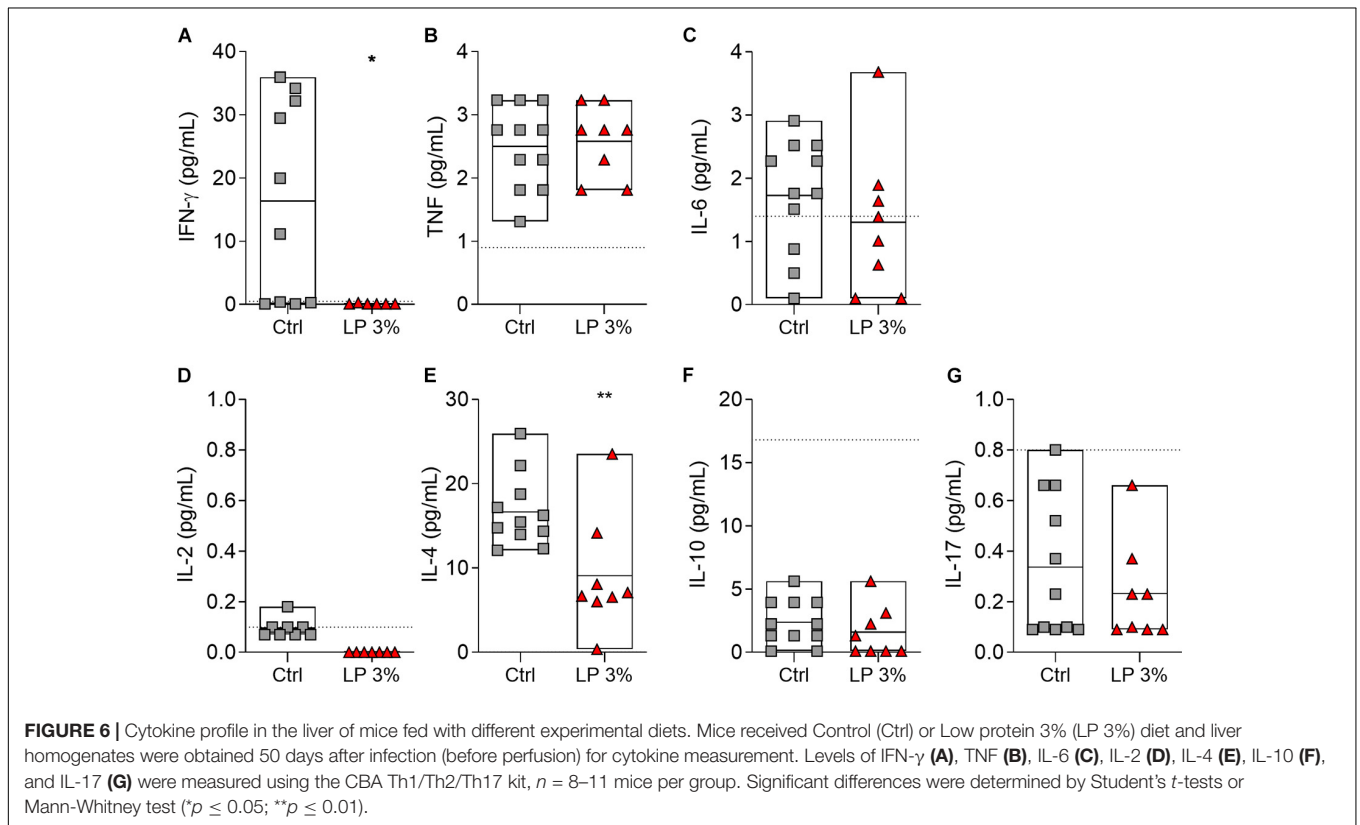 A
B
C
40
30
20
10
0
IFN-γ (pg/mL)
*
Ctrl
LP 3%
4
3
2
1
0
TNF (pg/mL)
Ctrl
LP 3%
4
3
2
1
0
IL-6 (pg/mL)
Ctrl
LP 3%
D
E
F
G
1.0
0.8
0.6
0.4
0.2
0.0
IL-2 (pg/mL)
Ctrl
LP 3%
30
20
10
0
IL-4 (pg/mL)
**
Ctrl
LP 3%
20
15
10
5
0
IL-10 (pg/mL)
Ctrl
LP 3%
1.0
0.8
0.6
0.4
0.2
0.0
IL-17 (pg/mL)
Ctrl
LP 3%
FIGURE 6 | Cytokine profile in the liver of mice fed with different experimental diets. Mice received Control (Ctrl) or Low protein 3% (LP 3%) diet and liver
homogenates were obtained 50 days after infection (before perfusion) for cytokine measurement. Levels of IFN-γ (A), TNF (B), IL-6 (C), IL-2 (D), IL-4 (E), IL-10 (F),
and IL-17 (G) were measured using the CBA Th1/Th2/Th17 kit, n = 8–11 mice per group. Significant differences were determined by Student's t-tests or
Mann-Whitney test (*p ≤ 0.05; **p ≤ 0.01).